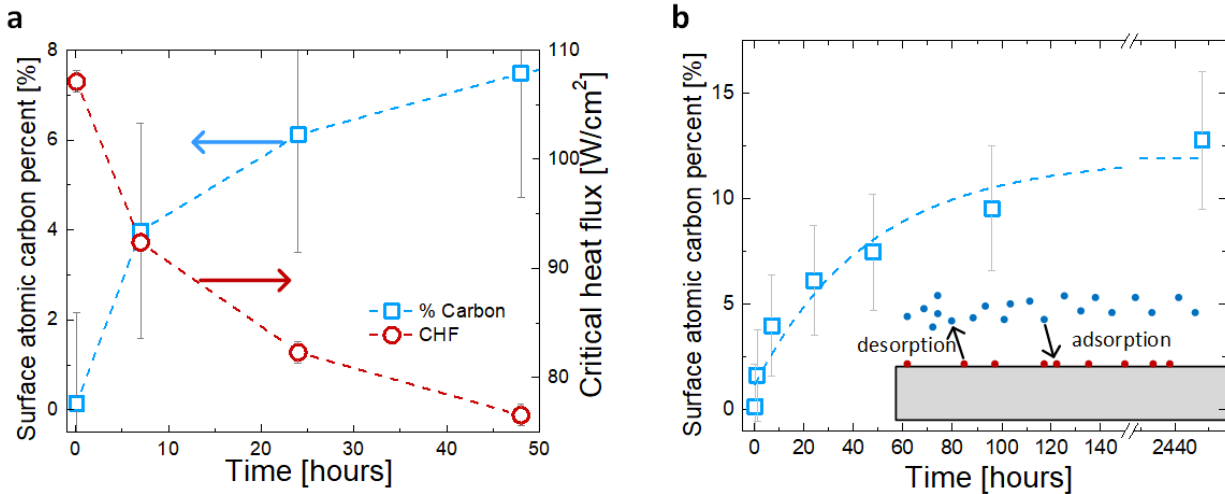 a
Surface atomic carbon percent [%]
8
6
4
2
0
0
10
20
30
40
50
Time [hours]
110
100
90
80
Critical heat flux [W/cm²]
% Carbon
CHF
b
Surface atomic carbon percent [%]
15
10
5
0
0
20
40
60
80
100
120
140
2440
Time [hours]
desorption
adsorption